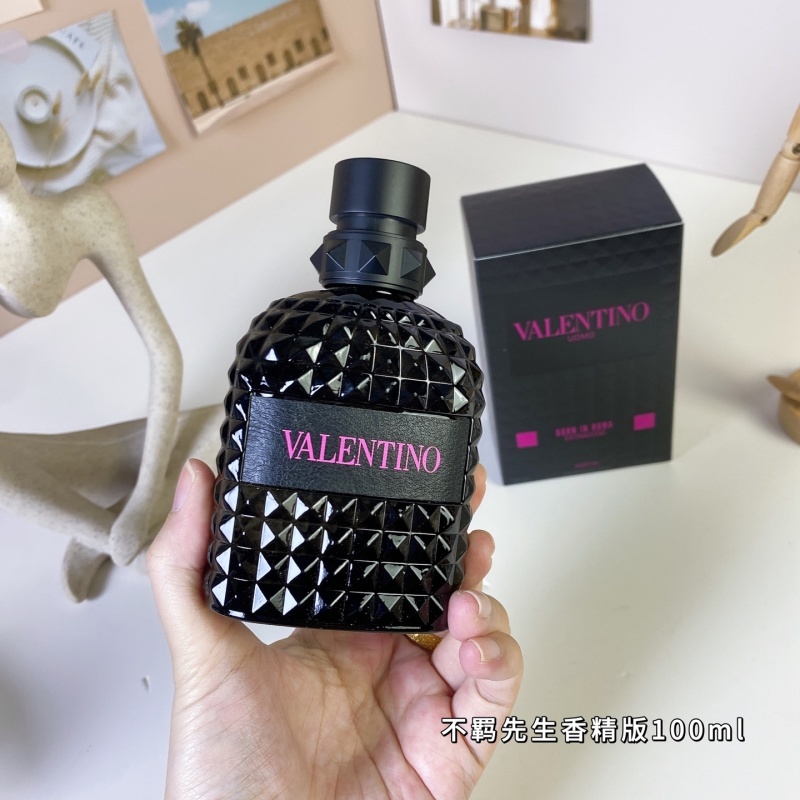 VALENTINO
UOMO
BORN IN ROMA
VALENTINO
不羁先生香精版100ml